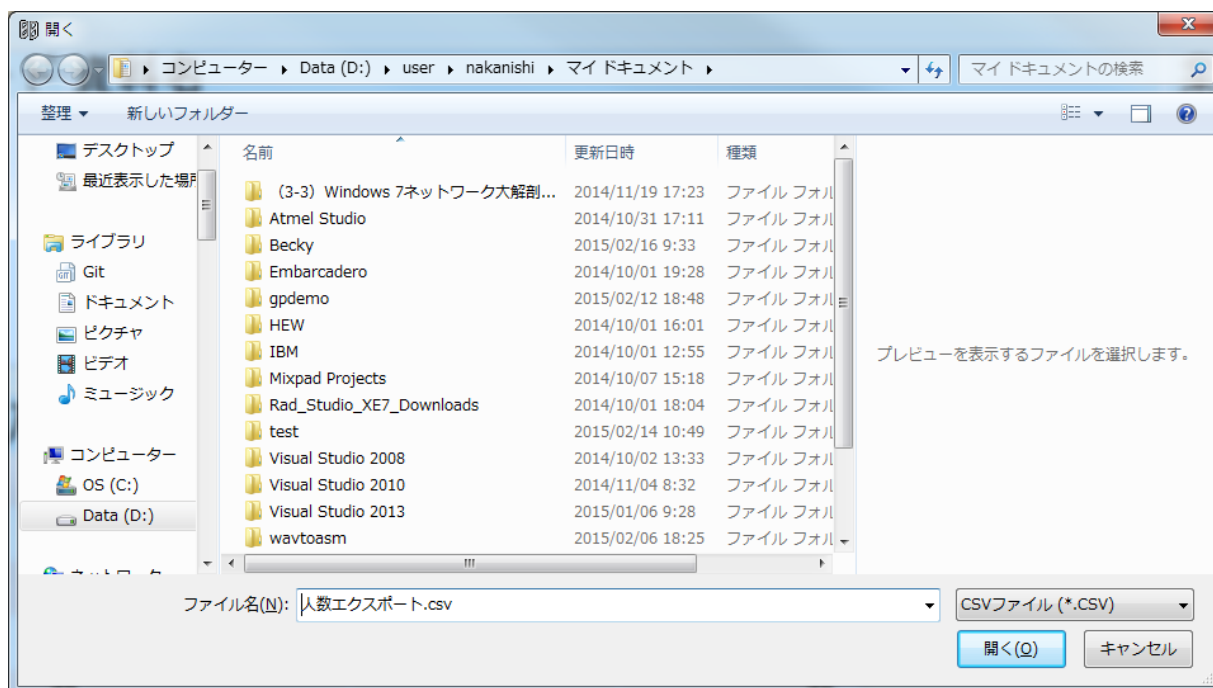 開く
コンピューター ▸ Data (D:) ▸ user ▸ nakanishi ▸ マイ ドキュメント ▸
マイ ドキュメントの検索
整理 新しいフォルダー
デスクトップ
最近表示した場所
ライブラリ
Git
ドキュメント
ピクチャ
ビデオ
ミュージック
コンピューター
OS (C:)
Data (D:)
名前 更新日時 種類
（3-3）Windows 7ネットワーク大解剖... 2014/11/19 17:23 ファイル フォル
Atmel Studio 2014/10/31 17:11 ファイル フォル
Becky 2015/02/16 9:33 ファイル フォル
Embarcadero 2014/10/01 19:28 ファイル フォル
gpdemo 2015/02/12 18:48 ファイル フォル
HEW 2014/10/01 16:01 ファイル フォル
IBM 2014/10/01 12:55 ファイル フォル
Mixpad Projects 2014/10/07 15:18 ファイル フォル
Rad_Studio_XE7_Downloads 2014/10/01 18:04 ファイル フォル
test 2015/02/14 10:49 ファイル フォル
Visual Studio 2008 2014/10/02 13:33 ファイル フォル
Visual Studio 2010 2014/11/04 8:32 ファイル フォル
Visual Studio 2013 2015/01/06 9:28 ファイル フォル
wavtoasm 2015/02/06 18:25 ファイル フォル
プレビューを表示するファイルを選択します。
ファイル名(N): 人数エクスポート.csv
CSVファイル (*.CSV)
開く(O) キャンセル